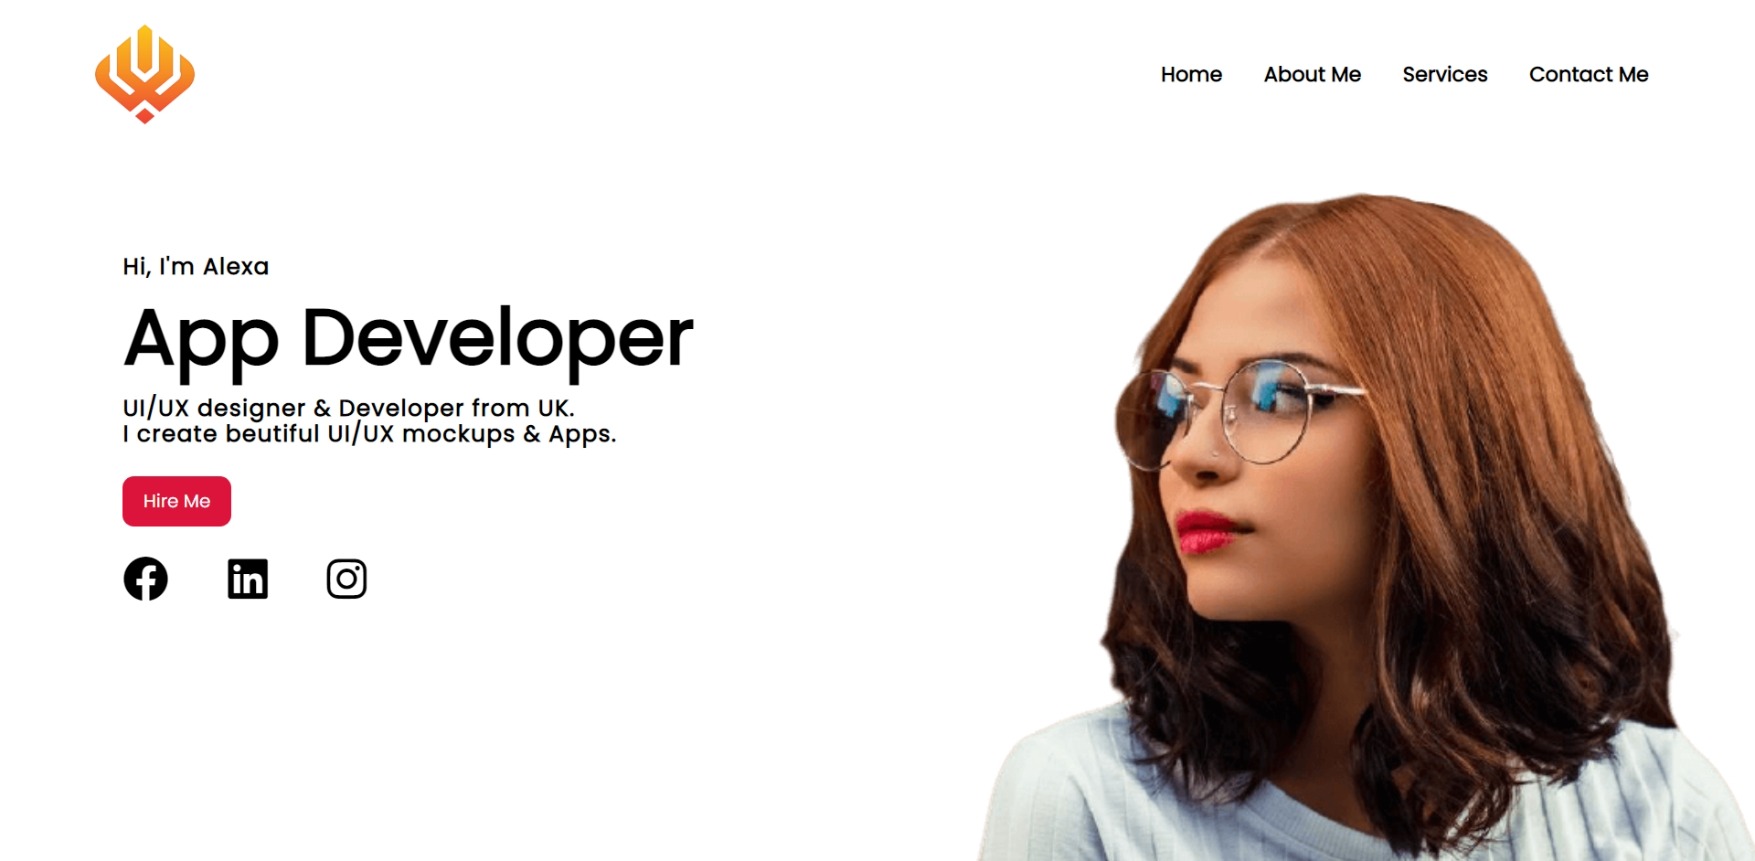 Home About Me Services Contact Me
Hi, I'm Alexa
App Developer
UI/UX designer & Developer from UK.
I create beutiful UI/UX mockups & Apps.
Hire Me